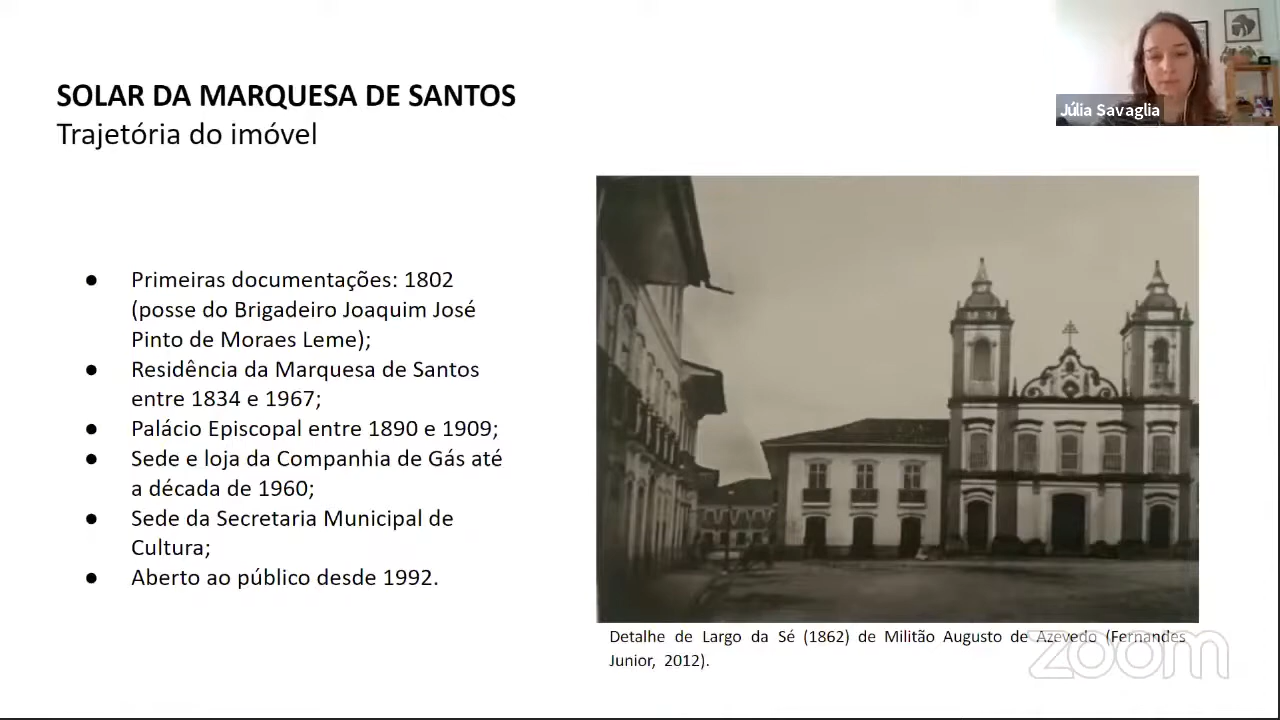 SOLAR DA MARQUESA DE SANTOS
Trajetória do imóvel
Júlia Savaglia
● Primeiras documentações: 1802
(posse do Brigadeiro Joaquim José
Pinto de Moraes Leme);
● Residência da Marquesa de Santos
entre 1834 e 1967;
● Palácio Episcopal entre 1890 e 1909;
● Sede e loja da Companhia de Gás até
a década de 1960;
● Sede da Secretaria Municipal de
Cultura;
● Aberto ao público desde 1992.
Detalhe de Largo da Sé (1862) de Militão Augusto de Azevedo (Fernandes
Junior, 2012).
zoom